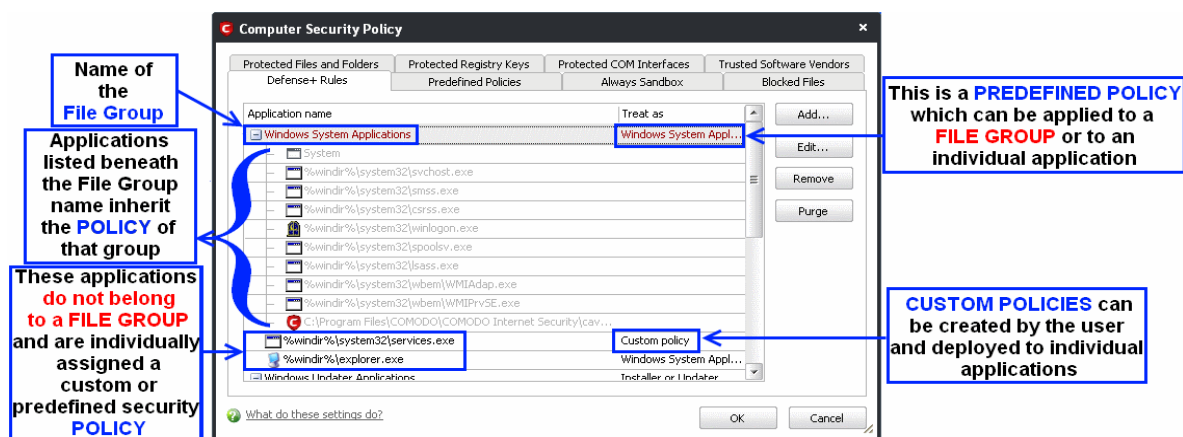 Computer Security Policy
Protected Files and Folders
Protected Registry Keys
Protected COM Interfaces
Trusted Software Vendors
Defense+ Rules
Predefined Policies
Always Sandbox
Blocked Files
Application name
Treat as
Windows System Applications
Windows System Appl...
System
%windir%\system32\svchost.exe
%windir%\system32\smss.exe
%windir%\system32\csrss.exe
%windir%\system32\winlogon.exe
%windir%\system32\spoolsv.exe
%windir%\system32\lsass.exe
%windir%\system32\wbem\WMIAdap.exe
%windir%\system32\wbem\WMIPrvSE.exe
C:\Program Files\COMODO\COMODO Internet Security\cav...
%windir%\system32\services.exe
Custom policy
%windir%\explorer.exe
Windows System Appl...
Windows Updater Applications
Installer or Updater
Add...
Edit...
Remove
Purge
What do these settings do?
OK
Cancel
Name of
the
File Group
Applications
listed beneath
the File Group
name inherit
the POLICY of
that group
These applications
do not belong
to a FILE GROUP
and are individually
assigned a
custom or
predefined security
POLICY
This is a PREDEFINED POLICY
which can be applied to a
FILE GROUP or to an
individual application
CUSTOM POLICIES can
be created by the user
and deployed to individual
applications